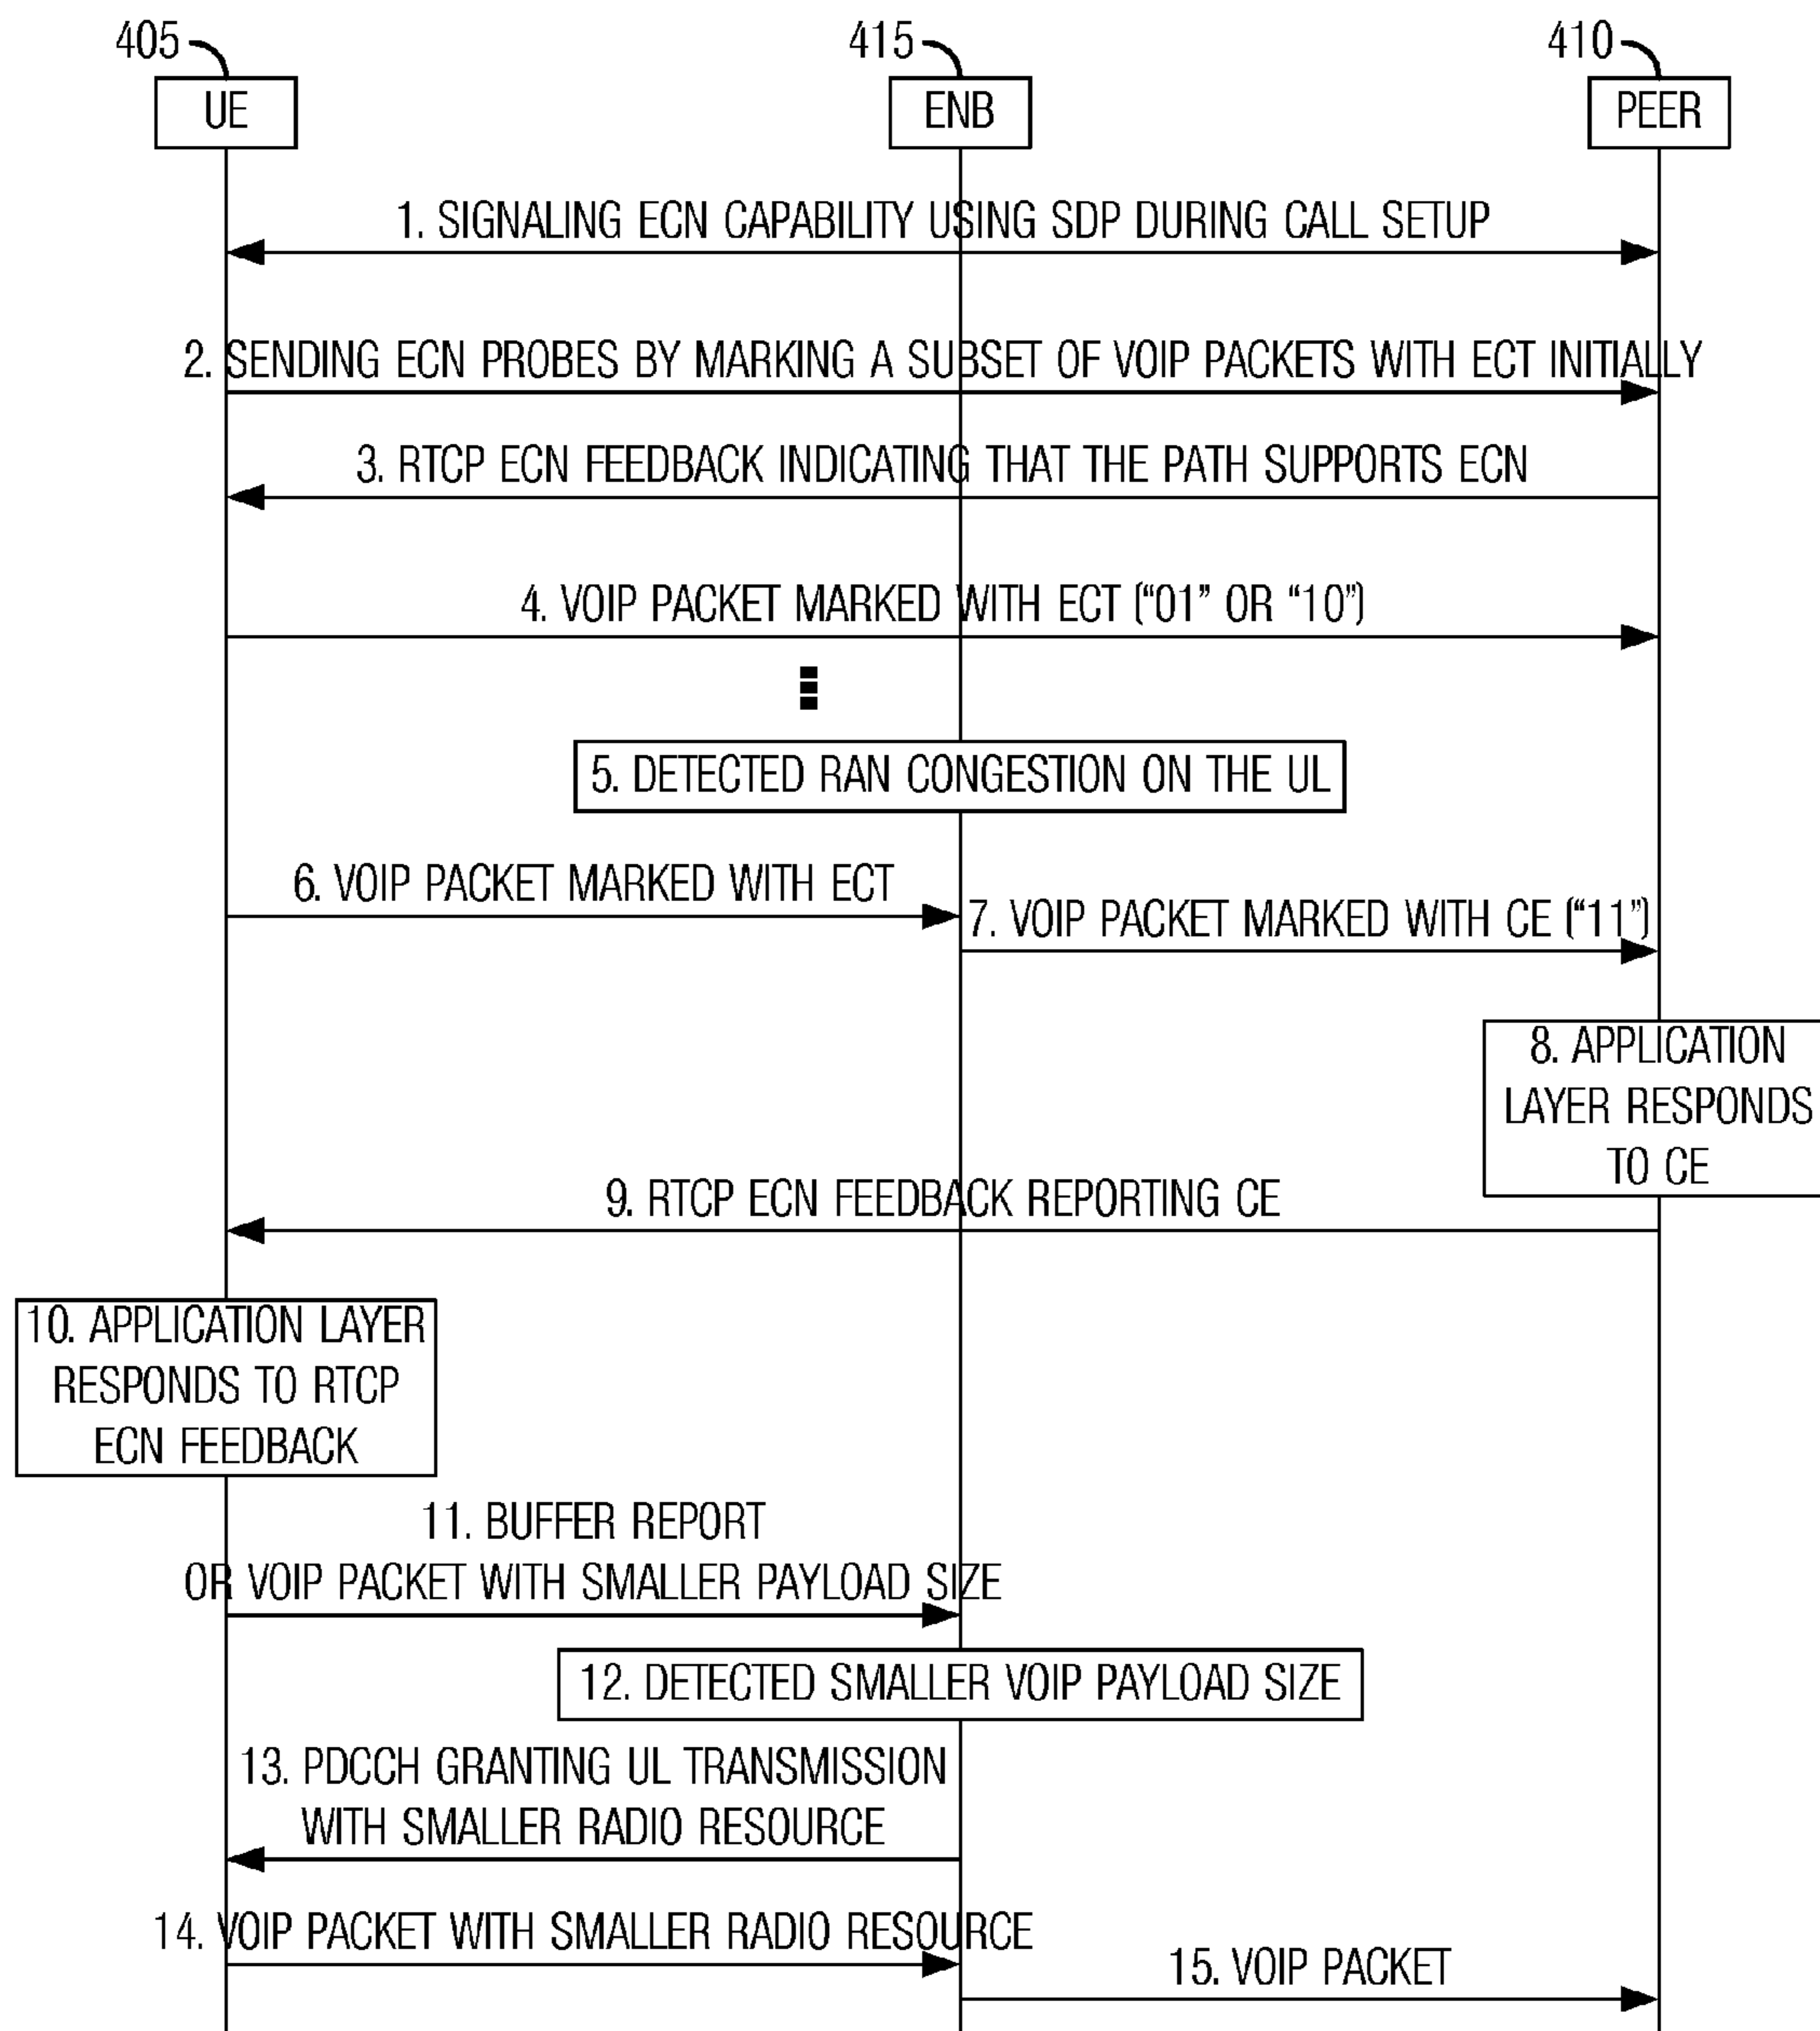 405
415
410
UE
ENB
PEER
1. SIGNALING ECN CAPABILITY USING SDP DURING CALL SETUP
2. SENDING ECN PROBES BY MARKING A SUBSET OF VOIP PACKETS WITH ECT INITIALLY
3. RTCP ECN FEEDBACK INDICATING THAT THE PATH SUPPORTS ECN
4. VOIP PACKET MARKED WITH ECT ("01" OR "10")
5. DETECTED RAN CONGESTION ON THE UL
6. VOIP PACKET MARKED WITH ECT
7. VOIP PACKET MARKED WITH CE ("11")
8. APPLICATION
LAYER RESPONDS
TO CE
9. RTCP ECN FEEDBACK REPORTING CE
10. APPLICATION LAYER
RESPONDS TO RTCP
ECN FEEDBACK
11. BUFFER REPORT
OR VOIP PACKET WITH SMALLER PAYLOAD SIZE
12. DETECTED SMALLER VOIP PAYLOAD SIZE
13. PDCCH GRANTING UL TRANSMISSION
WITH SMALLER RADIO RESOURCE
14. VOIP PACKET WITH SMALLER RADIO RESOURCE
15. VOIP PACKET